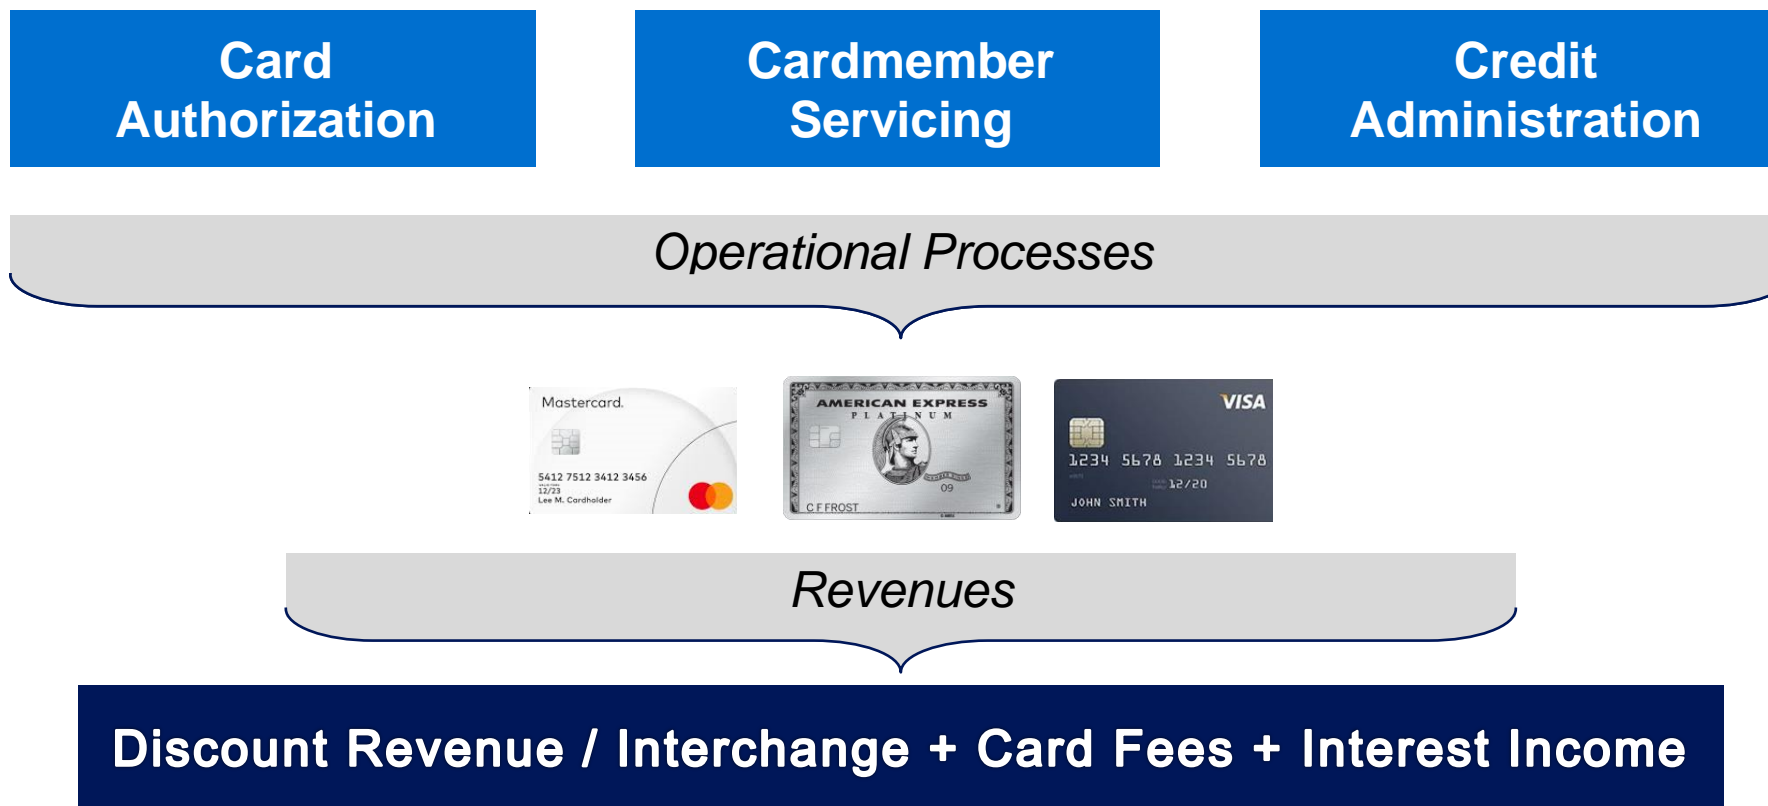 Card
Authorization
Cardmember
Servicing
Credit
Administration
Operational Processes
Mastercard.
5412 7512 3412 3456
12/23
Lee M. Cardholder
AMERICAN EXPRESS
PLATINUM
09
C F FROST
VISA
1234 5678 1234 5678
12/20
JOHN SMITH
Revenues
Discount Revenue / Interchange + Card Fees + Interest Income